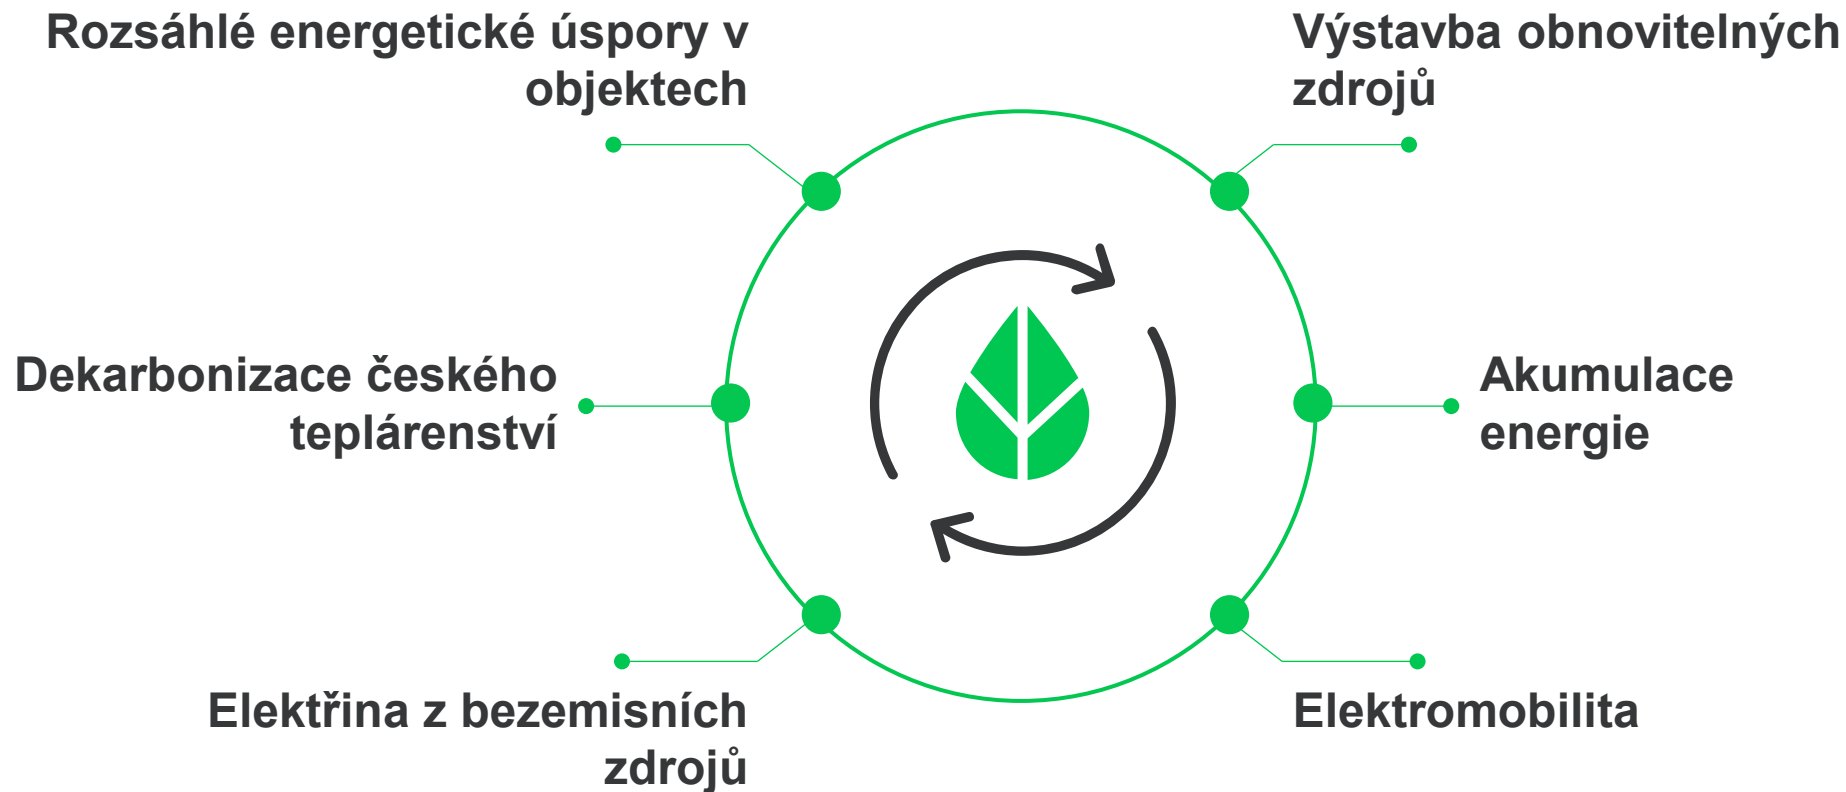 Rozsáhlé energetické úspory v
objektech
Výstavba obnovitelných
zdrojů
Dekarbonizace českého
teplárenství
Akumulace
energie
Elektřina z bezemisních
zdrojů
Elektromobilita